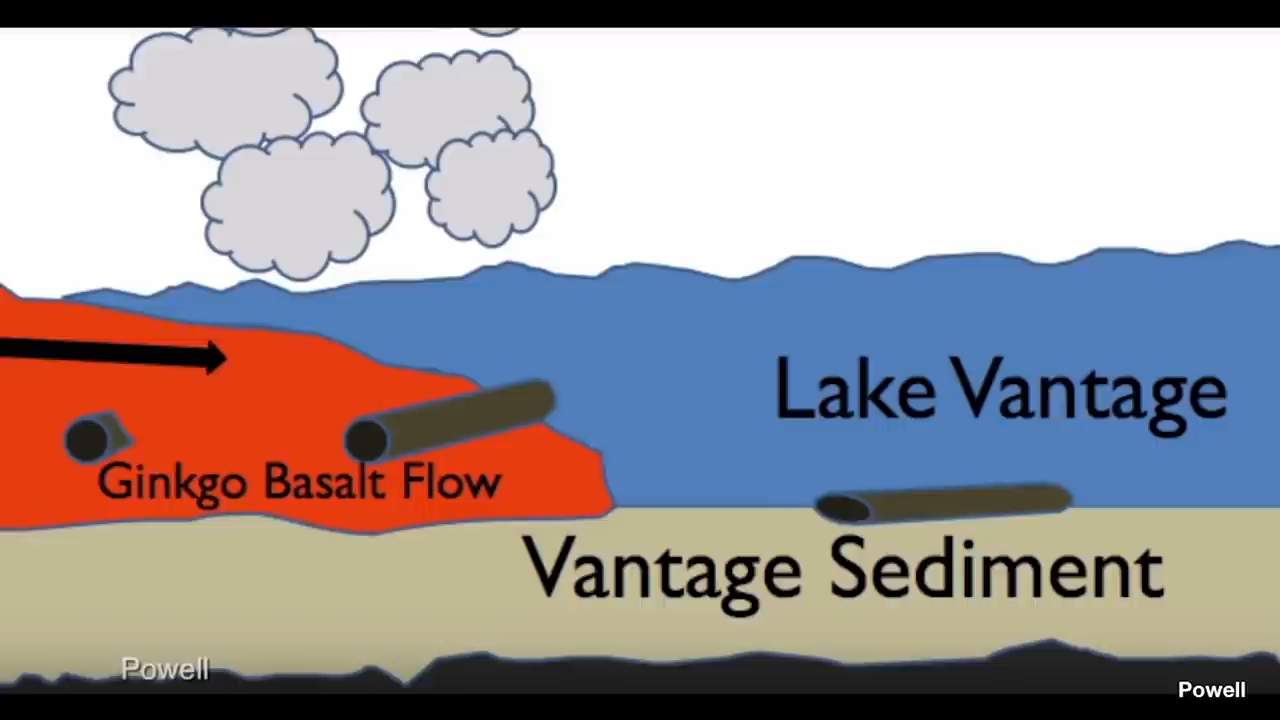 Lake Vantage
Ginkgo Basalt Flow
Vantage Sediment
Powell
Powell